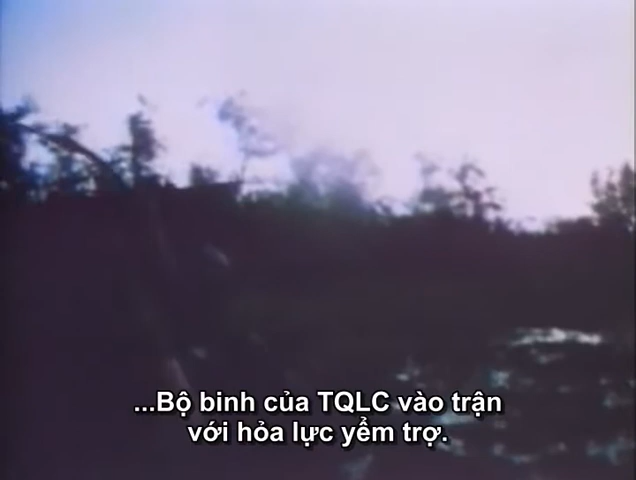 ...Bộ binh của TQLC vào trận
với hỏa lực yểm trợ.